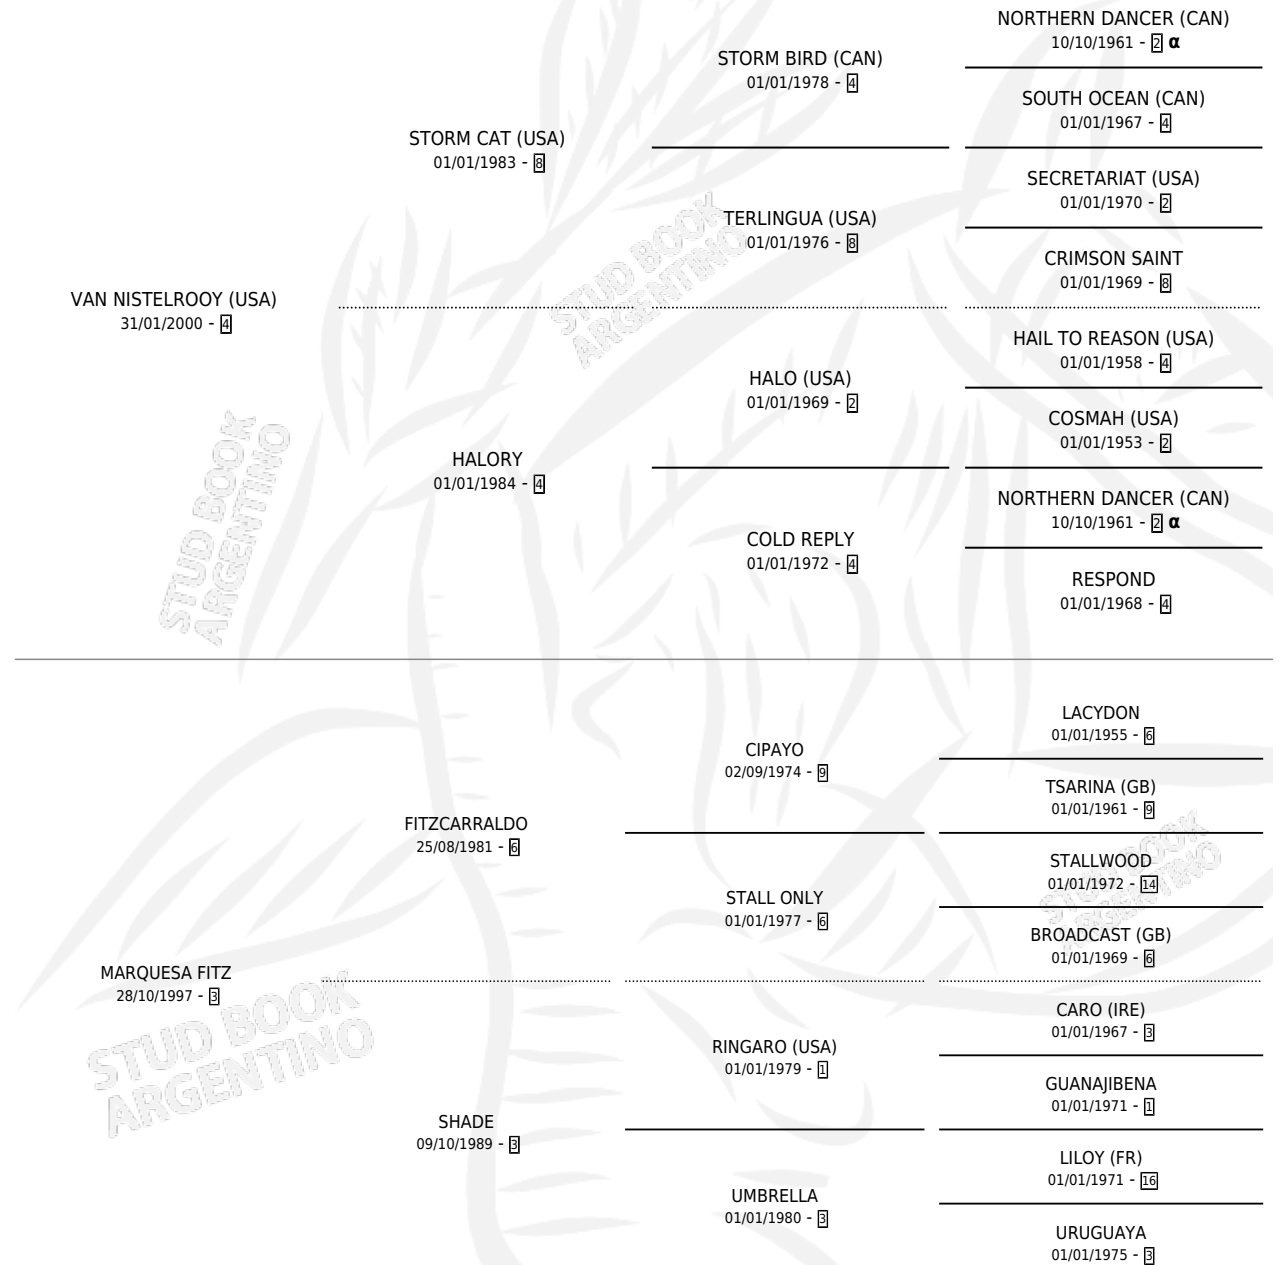 NORTHERN DANCER (CAN)
10/10/1961 - 2 α
STORM BIRD (CAN)
01/01/1978 - 4
SOUTH OCEAN (CAN)
01/01/1967 - 4
STORM CAT (USA)
01/01/1983 - 8
SECRETARIAT (USA)
01/01/1970 - 2
TERLINGUA (USA)
01/01/1976 - 8
CRIMSON SAINT
01/01/1969 - 8
VAN NISTELROOY (USA)
31/01/2000 - 4
HAIL TO REASON (USA)
01/01/1958 - 4
HALO (USA)
01/01/1969 - 2
COSMAH (USA)
01/01/1953 - 2
HALORY
01/01/1984 - 4
NORTHERN DANCER (CAN)
10/10/1961 - 2 α
COLD REPLY
01/01/1972 - 4
RESPOND
01/01/1968 - 4
LACYDON
01/01/1955 - 6
CIPAYO
02/09/1974 - 9
TSARINA (GB)
01/01/1961 - 9
FITZCARRALDO
25/08/1981 - 6
STALLWOOD
01/01/1972 - 14
STALL ONLY
01/01/1977 - 6
BROADCAST (GB)
01/01/1969 - 6
MARQUESA FITZ
28/10/1997 - 3
CARO (IRE)
01/01/1967 - 3
RINGARO (USA)
01/01/1979 - 1
GUANAJIBENA
01/01/1971 - 1
SHADE
09/10/1989 - 3
LILOY (FR)
01/01/1971 - 16
UMBRELLA
01/01/1980 - 3
URUGUAYA
01/01/1975 - 3
STUD BOOK
ARGENTINO
STUD BOOK
ARGENTINO
STUD BOOK
ARGENTINO
STUD BOOK
ARGENTINO